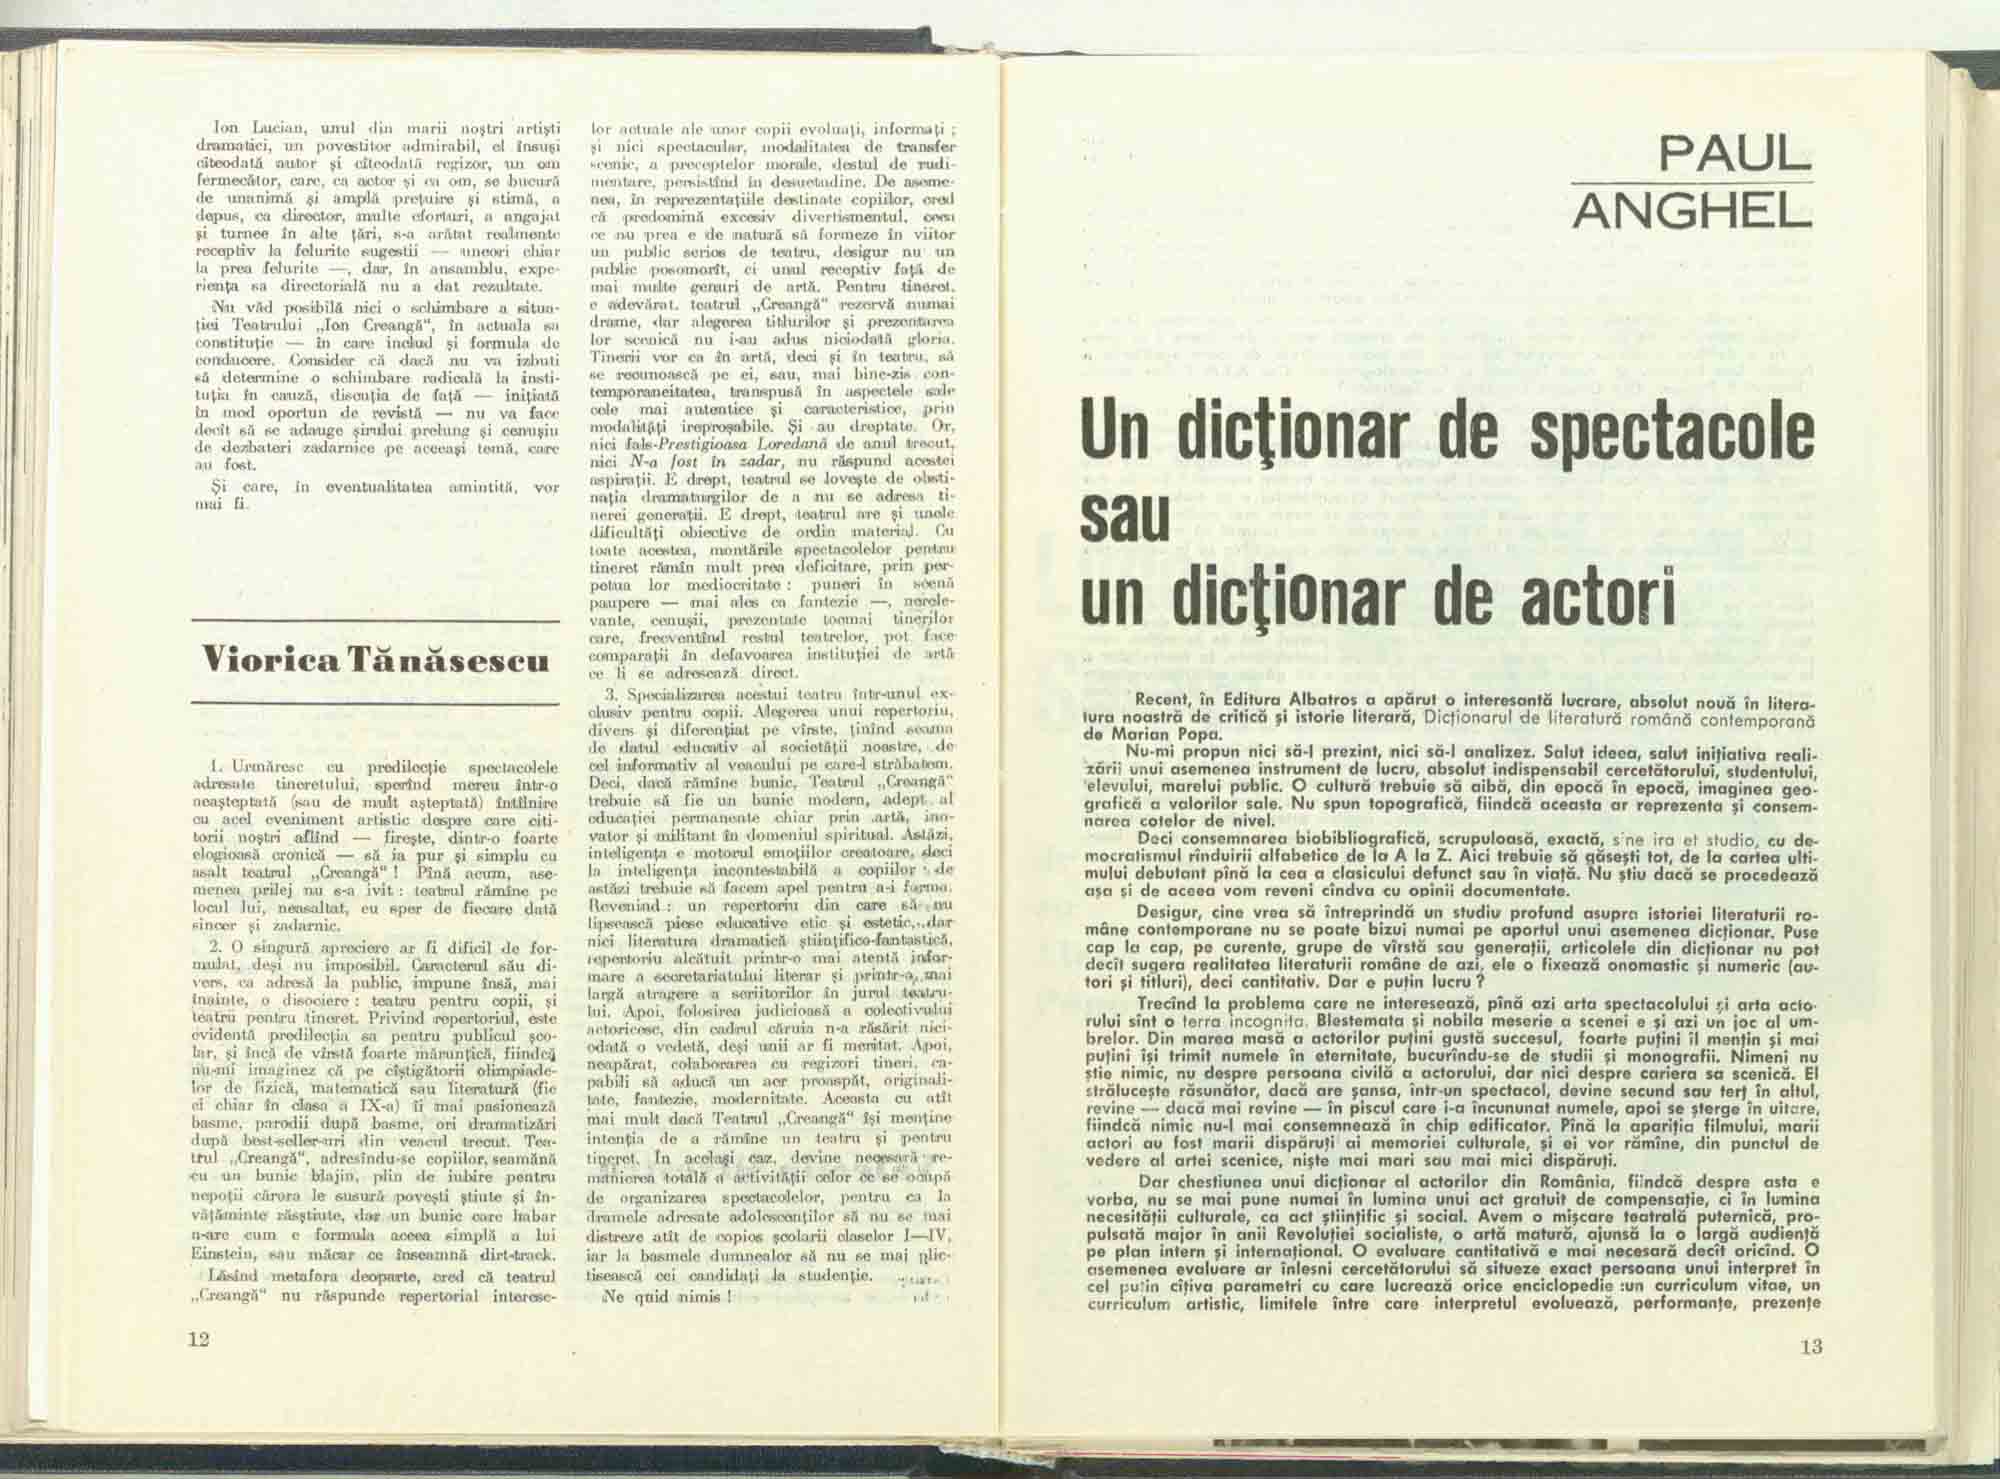 Ion Lucian, unul din marii noștri artiști
dramatici, un povestitor admirabil, el însuși
cîteodată autor și cîteodată regizor, un om
fermecător, care, ca actor și ca om, se bucură
de unanimă și amplă prețuire și stimă, a
depus, ca director, multe eforturi, a angajat
și turnee în alte țări, s-a arătat realmente
receptiv la felurite sugestii — uneori chiar
la prea felurite —, dar, în ansamblu, expe-
riența sa directorială nu a dat rezultate.
Nu văd posibilă nici o schimbare a situa-
ției Teatrului „Ion Creangă“, în actuala sa
constituție — în care includ și formula de
conducere. Consider că dacă nu va izbuti
să determine o schimbare radicală la insti-
tuția în cauză, discuția de față — inițiată
în mod oportun de revistă — nu va face
decît să se adauge șirului prelung și cenușiu
de dezbateri zadarnice pe aceeași temă, care
au fost.
Și care, în eventualitatea amintită, vor
mai fi.
Viorica Tănăsescu
1. Urmăresc cu predilecție spectacolele
adresate tineretului, sperînd mereu într-o
neașteptată (sau de mult așteptată) întîlnire
cu acel eveniment artistic despre care citi-
torii noștri aflînd — firește, dintr-o foarte
elogioasă cronică — să ia pur și simplu cu
asalt teatrul „Creangă“ ! Pînă acum, ase-
menea prilej nu s-a ivit : teatrul rămîne pe
locul lui, neasaltat, eu sper de fiecare dată
sincer și zadarnic.
2. O singură apreciere ar fi dificil de for-
mulat, deși nu imposibil. Caracterul său di-
vers, ca adresă la public, impune însă, mai
înainte, o disociere : teatru pentru copii, și
teatru pentru tineret. Privind repertoriul, este
evidentă predilecția sa pentru publicul șco-
lar, și încă de vîrstă foarte măruntică, fiindcă
nu-mi imaginez că pe cîștigătorii olimpiade-
lor de fizică, matematică sau literatură (fie
ei chiar în clasa a IX-a) îi mai pasionează
basme, parodii după basme, ori dramatizări
după best-seller-uri din veacul trecut. Tea-
trul „Creangă“, adresîndu-se copiilor, seamănă
cu un bunic blajin, plin de iubire pentru
nepoții cărora le susură povești știute și în-
vățăminte răsștiute, dar un bunic care habar
n-are cum e formula aceea simplă a lui
Einstein, sau măcar ce înseamnă dirt-track.
Lăsînd metafora deoparte, cred că teatrul
„Creangă“ nu răspunde repertorial interese-
12
lor actuale ale unor copii evoluați, informați ;
și nici spectacular, modalitatea de transfer
scenic, a preceptelor morale, destul de rudi-
mentare, persistînd în desuetudine. De aseme-
nea, în reprezentațiile destinate copiilor, cred
că predomină excesiv divertismentul, ceea
ce nu prea e de natură să formeze în viitor
un public serios de teatru, desigur nu un
public posomorît, ci unul receptiv față de
mai multe genuri de artă. Pentru tineret,
e adevărat, teatrul „Creangă“ rezervă numai
drame, dar alegerea titlurilor și prezentarea
lor scenică nu i-au adus niciodată gloria.
Tinerii vor ca în artă, deci și în teatru, să
se recunoască pe ei, sau, mai bine-zis con-
temporaneitatea, transpusă în aspectele sale
cele mai autentice și caracteristice, prin
modalități ireproșabile. Și au dreptate. Or,
nici fals-Prestigioasa Loredană de anul trecut,
nici N-a fost în zadar, nu răspund acestei
aspirații. E drept, teatrul se lovește de obsti-
nația dramaturgilor de a nu se adresa ti-
nerei generații. E drept, teatrul are și unele
dificultăți obiective de ordin material. Cu
toate acestea, montările spectacolelor pentru
tineret rămîn mult prea deficitare, prin per-
petua lor mediocritate : puneri în scenă
paupere — mai ales ca fantezie —, nerele-
vante, cenușii, prezentate tocmai tinerilor
care, frecventînd restul teatrelor, pot face
comparații în defavoarea instituției de artă
ce li se adresează direct.
3. Specializarea acestui teatru într-unul ex-
clusiv pentru copii. Alegerea unui repertoriu,
divers și diferențiat pe vîrste, ținînd seama
de datul educativ al societății noastre, de
cel informativ al veacului pe care-l străbatem.
Deci, dacă rămîne bunic, Teatrul „Creangă“
trebuie să fie un bunic modern, adept al
educației permanente chiar prin artă, ino-
vator și militant în domeniul spiritual. Astăzi,
inteligența e motorul emoțiilor creatoare, deci
la inteligența incontestabilă a copiilor de
astăzi trebuie să facem apel pentru a-i forma.
Revenind : un repertoriu din care să nu
lipsească piese educative etic și estetic, dar
nici literatura dramatică științifico-fantastică,
repertoriu alcătuit printr-o mai atentă infor-
mare a secretariatului literar și printr-o mai
largă atragere a scriitorilor în jurul teatru-
lui. Apoi, folosirea judicioasă a colectivului
actoricesc, din cadrul căruia n-a răsărit nici-
odată o vedetă, deși unii ar fi meritat. Apoi,
neapărat, colaborarea cu regizori tineri, ca-
pabili să aducă un aer proaspăt, originali-
tate, fantezie, modernitate. Aceasta cu atît
mai mult dacă Teatrul „Creangă“ își menține
intenția de a rămîne un teatru și pentru
tineret. În același caz, devine necesară re-
manierea totală a activității celor ce se ocupă
de organizarea spectacolelor, pentru ca la
dramele adresate adolescenților să nu se mai
distreze atît de copios școlarii claselor I—IV,
iar la basmele dumnealor să nu se mai plic-
tisească cei candidați la studenție.
Ne quid nimis !
PAUL
ANGHEL
Un dicționar de spectacole
sau
un dicționar de actori
Recent, în Editura Albatros a apărut o interesantă lucrare, absolut nouă în litera-
tura noastră de critică și istorie literară, Dicționarul de literatură română contemporană
de Marian Popa.
Nu-mi propun nici să-l prezint, nici să-l analizez. Salut ideea, salut inițiativa reali-
zării unui asemenea instrument de lucru, absolut indispensabil cercetătorului, studentului,
elevului, marelui public. O cultură trebuie să aibă, din epocă în epocă, imaginea geo-
grafică a valorilor sale. Nu spun topografică, fiindcă aceasta ar reprezenta și consem-
narea cotelor de nivel.
Deci consemnarea biobibliografică, scrupuloasă, exactă, sine ira et studio, cu de-
mocratismul rînduirii alfabetice de la A la Z. Aici trebuie să găsești tot, de la cartea ulti-
mului debutant pînă la cea a clasicului defunct sau în viață. Nu știu dacă se procedează
așa și de aceea vom reveni cîndva cu opinii documentate.
Desigur, cine vrea să întreprindă un studiu profund asupra istoriei literaturii ro-
mâne contemporane nu se poate bizui numai pe aportul unui asemenea dicționar. Puse
cap la cap, pe curente, grupe de vîrstă sau generații, articolele din dicționar nu pot
decît sugera realitatea literaturii române de azi, ele o fixează onomastic și numeric (au-
tori și titluri), deci cantitativ. Dar e puțin lucru ?
Trecînd la problema care ne interesează, pînă azi arta spectacolului și arta acto-
rului sînt o terra incognita. Blestemata și nobila meserie a scenei e și azi un joc al um-
brelor. Din marea masă a actorilor puțini gustă succesul, foarte puțini îl mențin și mai
puțini își trimit numele în eternitate, bucurîndu-se de studii și monografii. Nimeni nu
știe nimic, nu despre persoana civilă a actorului, dar nici despre cariera sa scenică. El
strălucește răsunător, dacă are șansa, într-un spectacol, devine secund sau terț în altul,
revine — dacă mai revine — în piscul care i-a încununat numele, apoi se șterge în uitare,
fiindcă nimic nu-l mai consemnează în chip edificator. Pînă la apariția filmului, marii
actori au fost marii dispăruți ai memoriei culturale, și ei vor rămîne, din punctul de
vedere al artei scenice, niște mai mari sau mai mici dispăruți.
Dar chestiunea unui dicționar al actorilor din România, fiindcă despre asta e
vorba, nu se mai pune numai în lumina unui act gratuit de compensație, ci în lumina
necesității culturale, ca act științific și social. Avem o mișcare teatrală puternică, pro-
pulsată major în anii Revoluției socialiste, o artă matură, ajunsă la o largă audiență
pe plan intern și internațional. O evaluare cantitativă e mai necesară decît oricînd. O
asemenea evaluare ar înlesni cercetătorului să situeze exact persoana unui interpret în
cel puțin cîțiva parametri cu care lucrează orice enciclopedie :un curriculum vitae, un
curriculum artistic, limitele între care interpretul evoluează, performanțe, prezențe
13